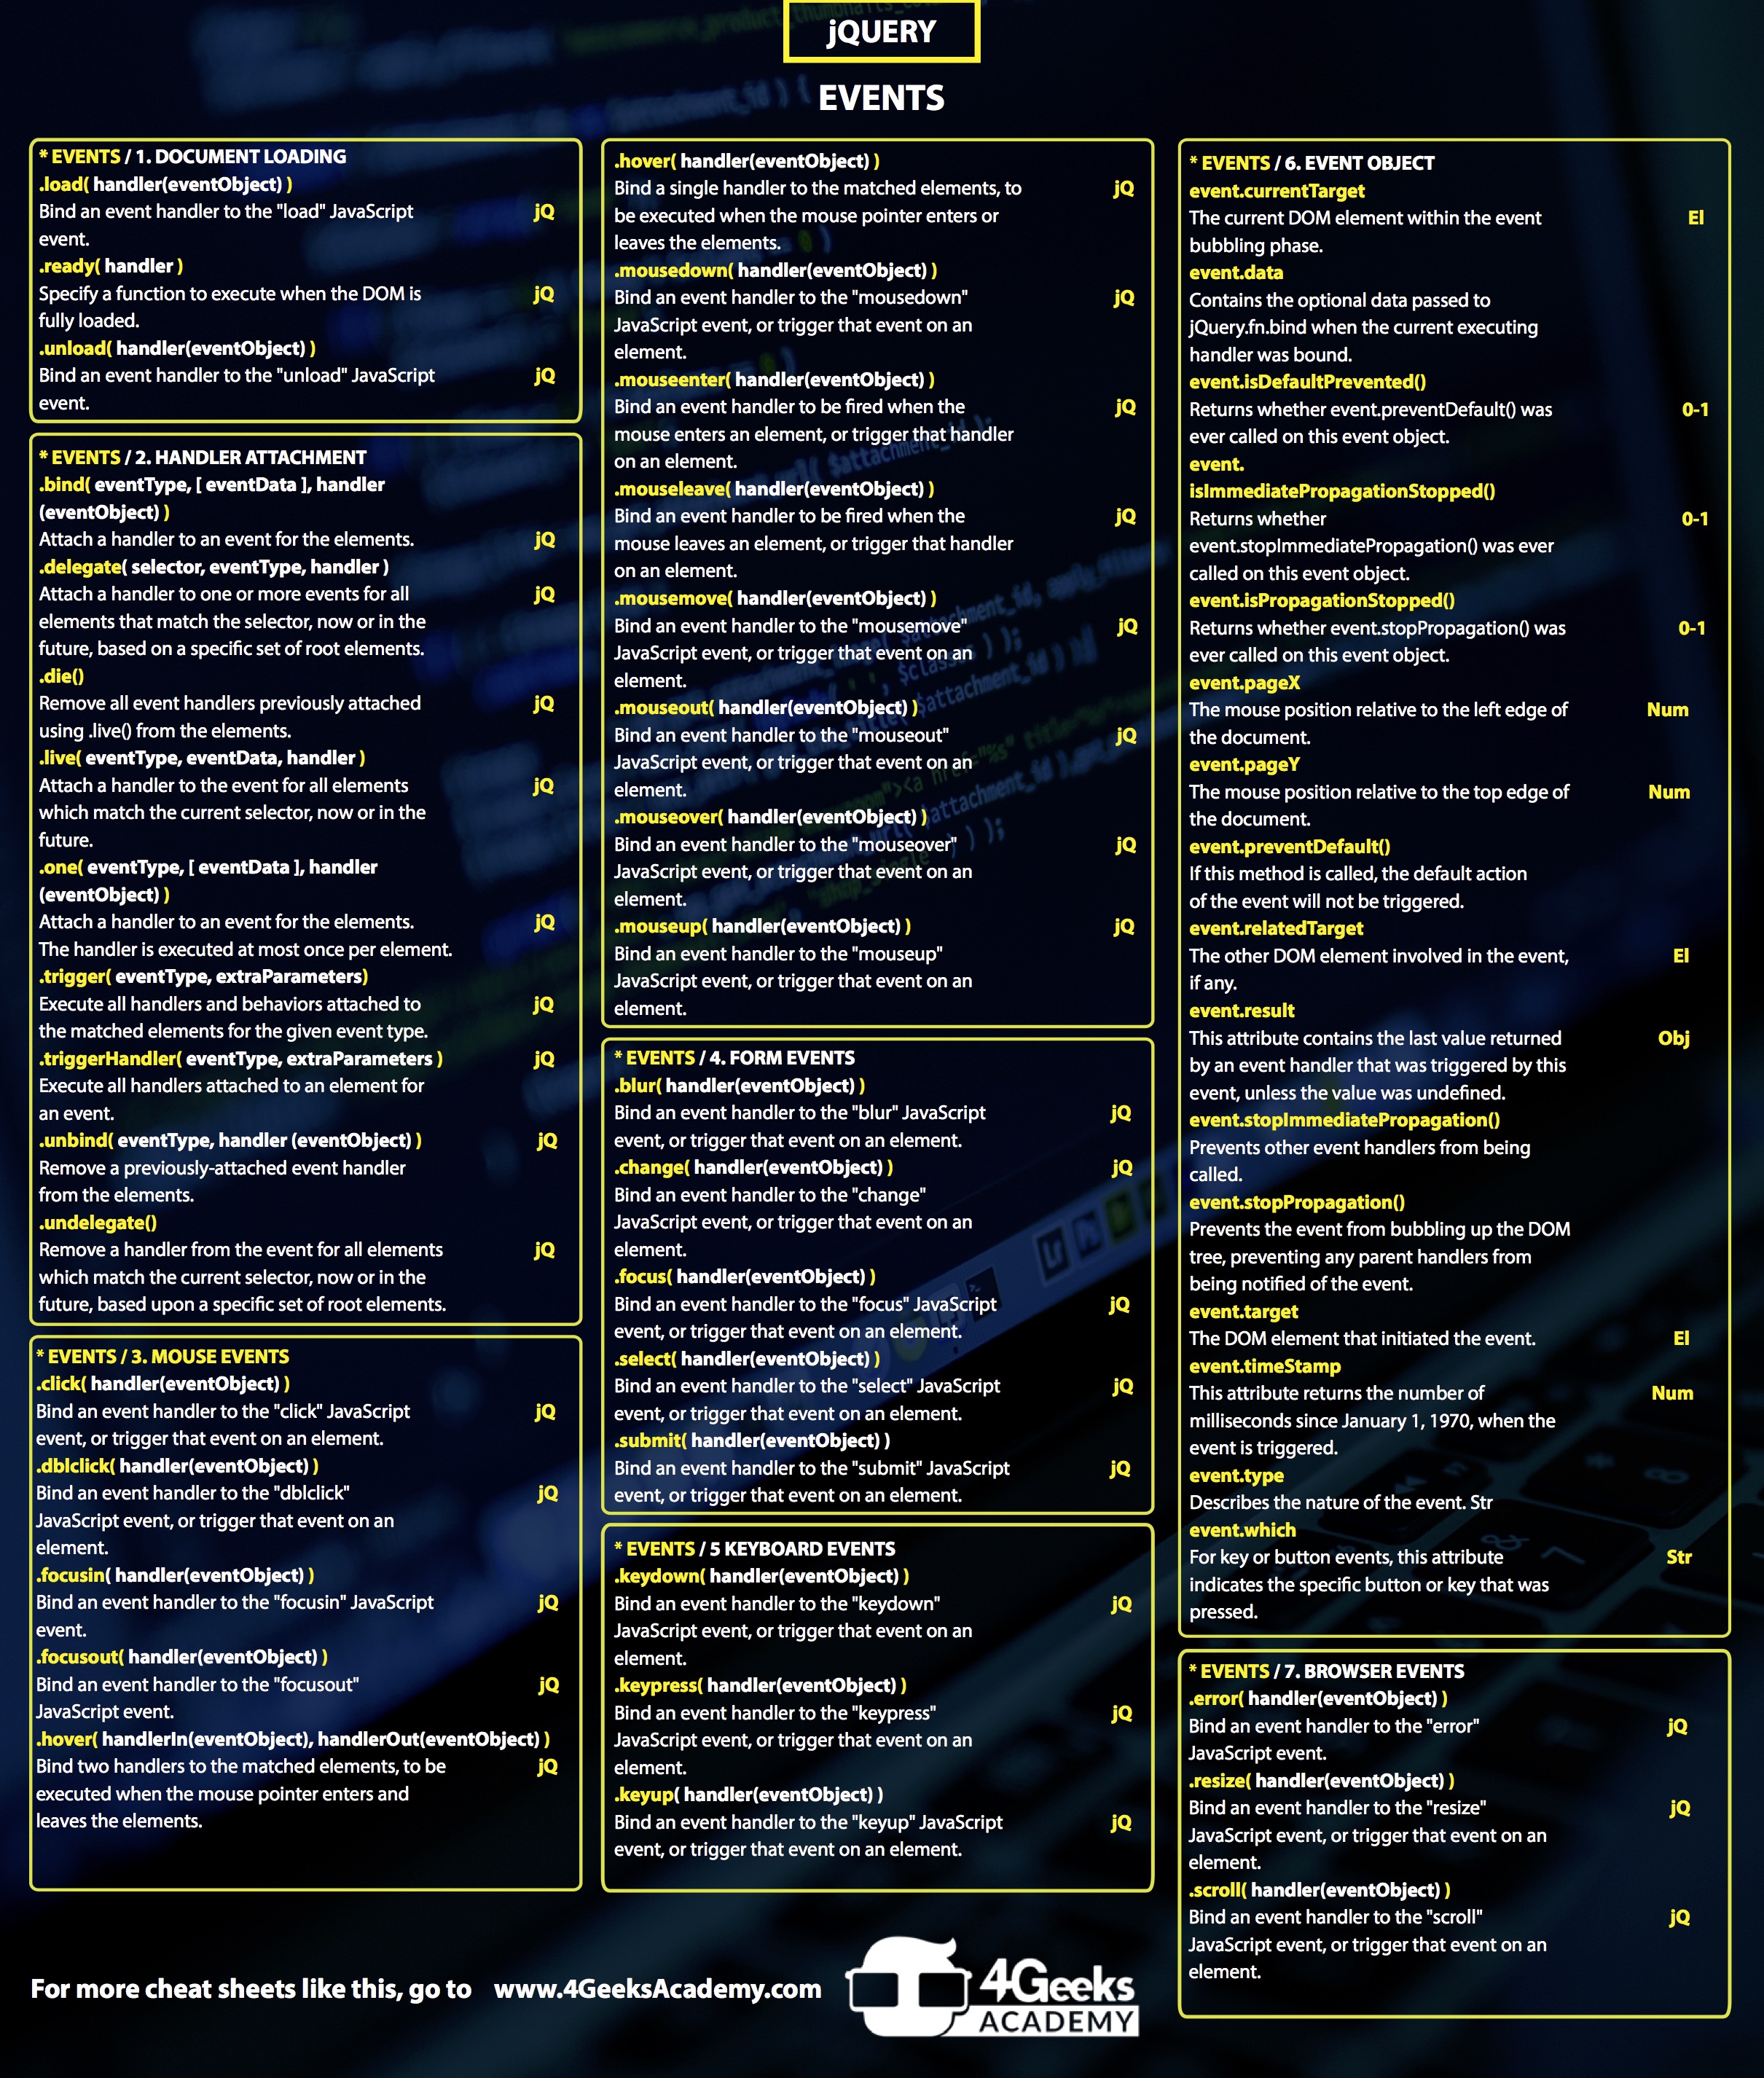 jQUERY
EVENTS
* EVENTS / 1. DOCUMENT LOADING
.load( handler(eventObject) )
Bind an event handler to the "load" JavaScript jQ
event.
.ready( handler )
Specify a function to execute when the DOM is jQ
fully loaded.
.unload( handler(eventObject) )
Bind an event handler to the "unload" JavaScript jQ
event.
* EVENTS / 2. HANDLER ATTACHMENT
.bind( eventType, [ eventData ], handler
(eventObject) )
Attach a handler to an event for the elements. jQ
.delegate( selector, eventType, handler )
Attach a handler to one or more events for all jQ
elements that match the selector, now or in the
future, based on a specific set of root elements.
.die()
Remove all event handlers previously attached jQ
using .live() from the elements.
.live( eventType, eventData, handler )
Attach a handler to the event for all elements jQ
which match the current selector, now or in the
future.
.one( eventType, [ eventData ], handler
(eventObject) )
Attach a handler to an event for the elements. jQ
The handler is executed at most once per element.
.trigger( eventType, extraParameters)
Execute all handlers and behaviors attached to jQ
the matched elements for the given event type.
.triggerHandler( eventType, extraParameters ) jQ
Execute all handlers attached to an element for
an event.
.unbind( eventType, handler (eventObject) ) jQ
Remove a previously-attached event handler
from the elements.
.undelegate()
Remove a handler from the event for all elements jQ
which match the current selector, now or in the
future, based upon a specific set of root elements.
* EVENTS / 3. MOUSE EVENTS
.click( handler(eventObject) )
Bind an event handler to the "click" JavaScript jQ
event, or trigger that event on an element.
.dblclick( handler(eventObject) )
Bind an event handler to the "dblclick" jQ
JavaScript event, or trigger that event on an
element.
.focusin( handler(eventObject) )
Bind an event handler to the "focusin" JavaScript jQ
event.
.focusout( handler(eventObject) )
Bind an event handler to the "focusout" jQ
JavaScript event.
.hover( handlerIn(eventObject), handlerOut(eventObject) )
Bind two handlers to the matched elements, to be jQ
executed when the mouse pointer enters and
leaves the elements.
.hover( handler(eventObject) )
Bind a single handler to the matched elements, to jQ
be executed when the mouse pointer enters or
leaves the elements.
.mousedown( handler(eventObject) )
Bind an event handler to the "mousedown" jQ
JavaScript event, or trigger that event on an
element.
.mouseenter( handler(eventObject) )
Bind an event handler to be fired when the jQ
mouse enters an element, or trigger that handler
on an element.
.mouseleave( handler(eventObject) )
Bind an event handler to be fired when the jQ
mouse leaves an element, or trigger that handler
on an element.
.mousemove( handler(eventObject) )
Bind an event handler to the "mousemove" jQ
JavaScript event, or trigger that event on an
element.
.mouseout( handler(eventObject) )
Bind an event handler to the "mouseout" jQ
JavaScript event, or trigger that event on an
element.
.mouseover( handler(eventObject) )
Bind an event handler to the "mouseover" jQ
JavaScript event, or trigger that event on an
element.
.mouseup( handler(eventObject) ) jQ
Bind an event handler to the "mouseup"
JavaScript event, or trigger that event on an
element.
* EVENTS / 4. FORM EVENTS
.blur( handler(eventObject) )
Bind an event handler to the "blur" JavaScript jQ
event, or trigger that event on an element.
.change( handler(eventObject) ) jQ
Bind an event handler to the "change"
JavaScript event, or trigger that event on an
element.
.focus( handler(eventObject) )
Bind an event handler to the "focus" JavaScript jQ
event, or trigger that event on an element.
.select( handler(eventObject) )
Bind an event handler to the "select" JavaScript jQ
event, or trigger that event on an element.
.submit( handler(eventObject) )
Bind an event handler to the "submit" JavaScript jQ
event, or trigger that event on an element.
* EVENTS / 5 KEYBOARD EVENTS
.keydown( handler(eventObject) )
Bind an event handler to the "keydown" jQ
JavaScript event, or trigger that event on an
element.
.keypress( handler(eventObject) )
Bind an event handler to the "keypress" jQ
JavaScript event, or trigger that event on an
element.
.keyup( handler(eventObject) )
Bind an event handler to the "keyup" JavaScript jQ
event, or trigger that event on an element.
* EVENTS / 6. EVENT OBJECT
event.currentTarget
The current DOM element within the event El
bubbling phase.
event.data
Contains the optional data passed to
jQuery.fn.bind when the current executing
handler was bound.
event.isDefaultPrevented()
Returns whether event.preventDefault() was 0-1
ever called on this event object.
event.
isImmediatePropagationStopped()
Returns whether 0-1
event.stopImmediatePropagation() was ever
called on this event object.
event.isPropagationStopped()
Returns whether event.stopPropagation() was 0-1
ever called on this event object.
event.pageX
The mouse position relative to the left edge of Num
the document.
event.pageY
The mouse position relative to the top edge of Num
the document.
event.preventDefault()
If this method is called, the default action
of the event will not be triggered.
event.relatedTarget
The other DOM element involved in the event, El
if any.
event.result
This attribute contains the last value returned Obj
by an event handler that was triggered by this
event, unless the value was undefined.
event.stopImmediatePropagation()
Prevents other event handlers from being
called.
event.stopPropagation()
Prevents the event from bubbling up the DOM
tree, preventing any parent handlers from
being notified of the event.
event.target
The DOM element that initiated the event. El
event.timeStamp
This attribute returns the number of Num
milliseconds since January 1, 1970, when the
event is triggered.
event.type
Describes the nature of the event. Str
event.which
For key or button events, this attribute Str
indicates the specific button or key that was
pressed.
* EVENTS / 7. BROWSER EVENTS
.error( handler(eventObject) )
Bind an event handler to the "error" jQ
JavaScript event.
.resize( handler(eventObject) )
Bind an event handler to the "resize" jQ
JavaScript event, or trigger that event on an
element.
.scroll( handler(eventObject) )
Bind an event handler to the "scroll" jQ
JavaScript event, or trigger that event on an
element.
For more cheat sheets like this, go to www.4GeeksAcademy.com
4Geeks
ACADEMY